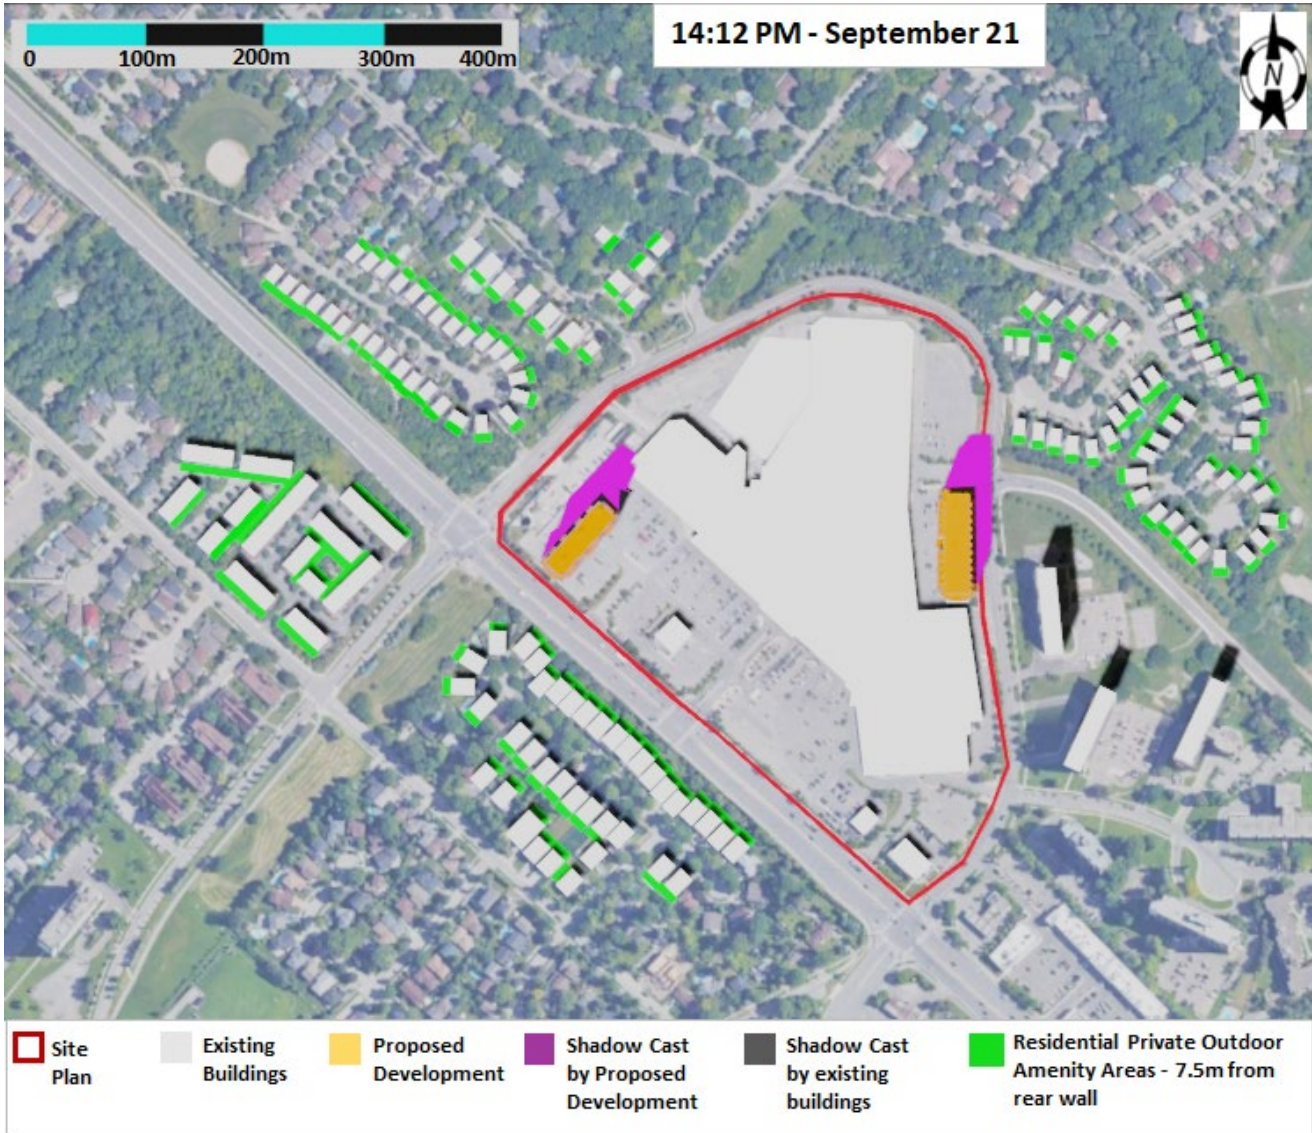 14:12 PM - September 21
0 100m 200m 300m 400m
N
Site
Plan
Existing
Buildings
Proposed
Development
Shadow Cast
by Proposed
Development
Shadow Cast
by existing
buildings
Residential Private Outdoor
Amenity Areas - 7.5m from
rear wall